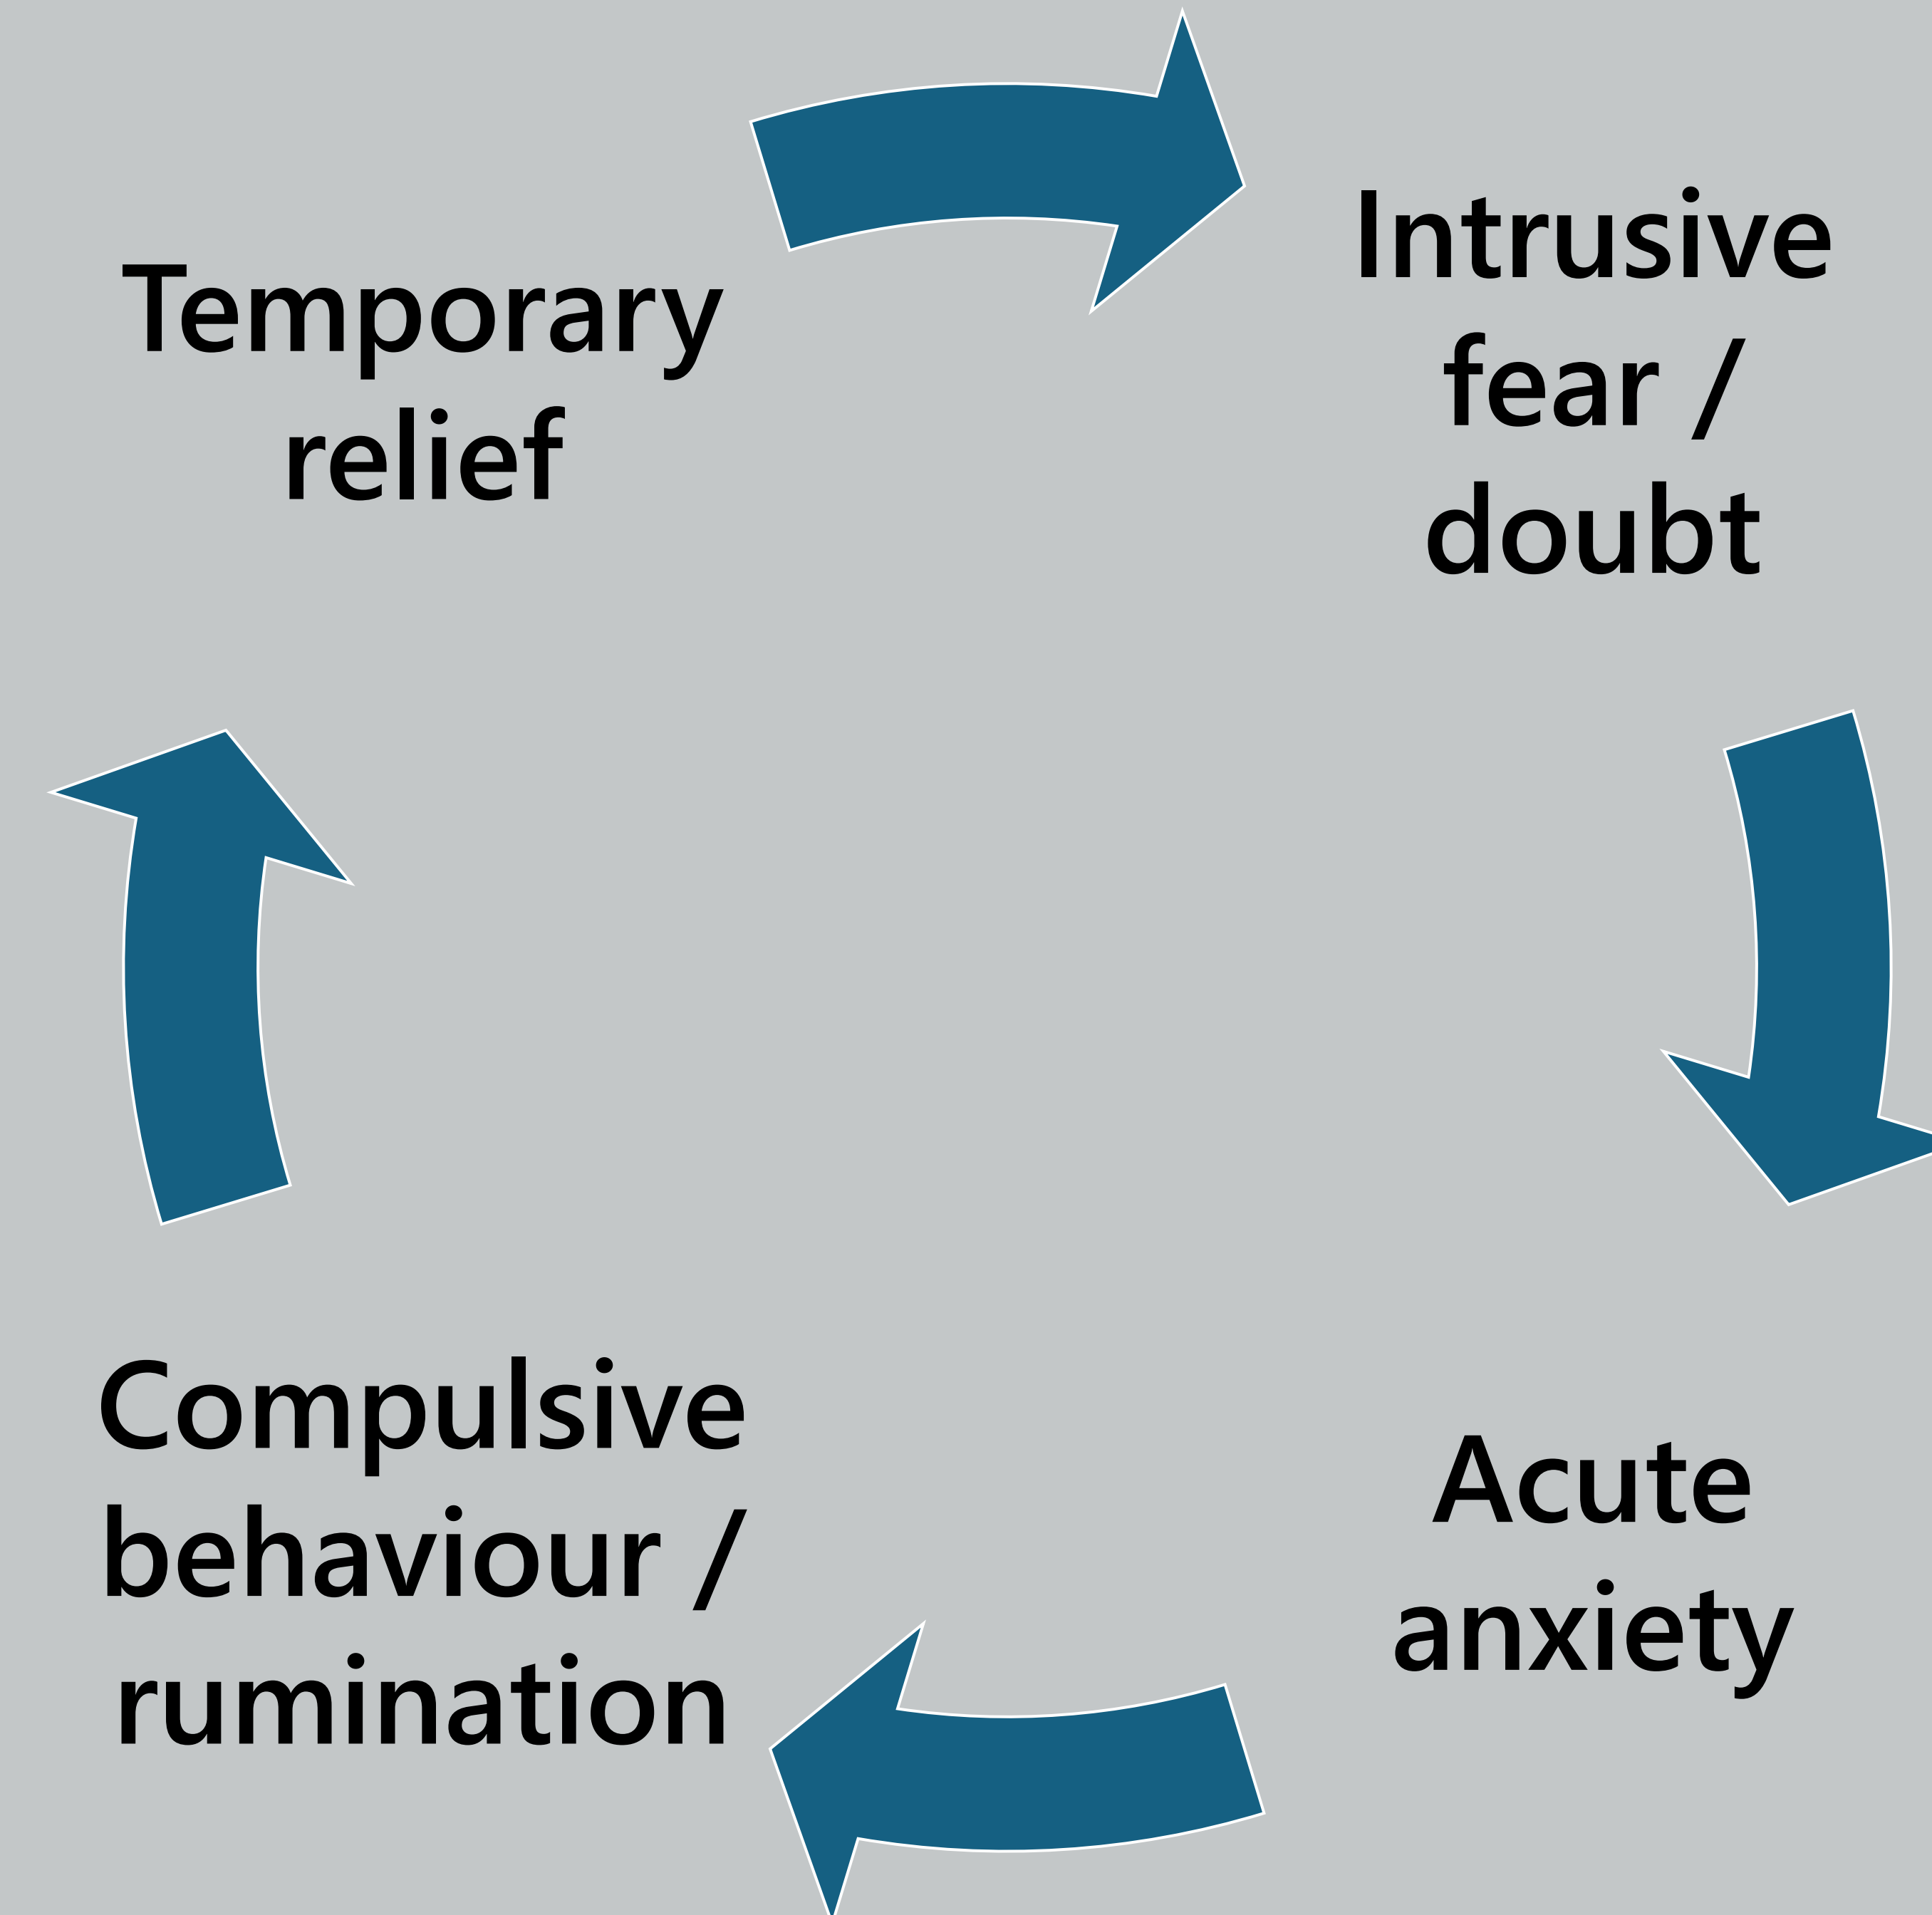 Temporary
relief
Intrusive
fear /
doubt
Compulsive
behaviour /
rumination
Acute
anxiety